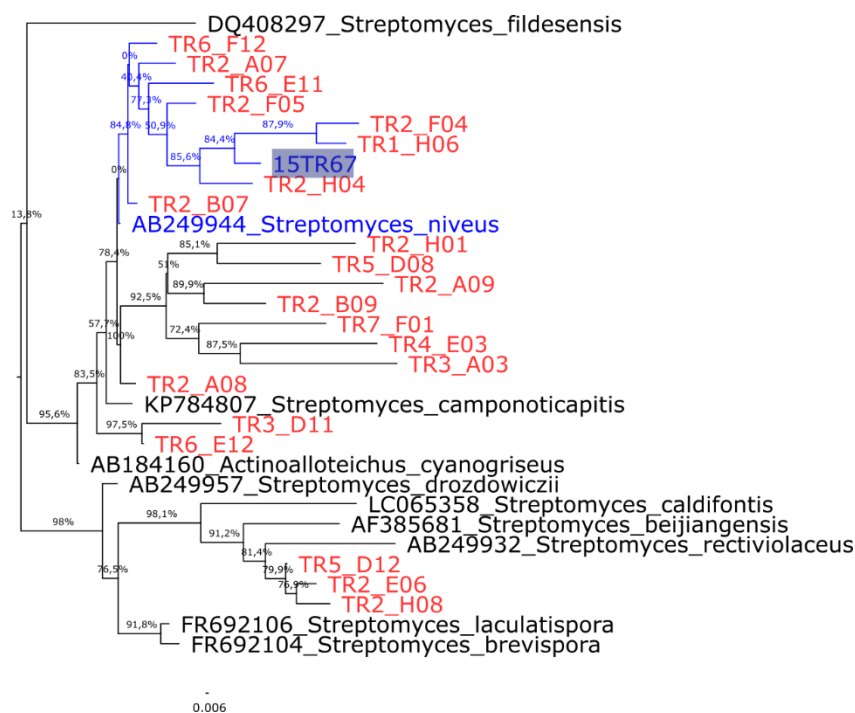 DQ408297_Streptomyces_fildesensis
TR6_F12
0%
TR2_A07
40,4%
TR6_E11
77,3%
TR2_F05
84,8%
50,9%
87,9%
TR2_F04
84,4%
TR1_H06
85,6%
15TR67
0%
TR2_H04
TR2_B07
13,8%
AB249944_Streptomyces_niveus
85,1%
TR2_H01
78,4%
51%
TR5_D08
89,9%
TR2_A09
92,5%
TR2_B09
57,7%
72,4%
TR7_F01
100%
87,5%
TR4_E03
TR3_A03
83,5%
TR2_A08
KP784807_Streptomyces_camponoticapitis
95,6%
97,5%
TR3_D11
TR6_E12
AB184160_Actinoalloteichus_cyanogriseus
AB249957_Streptomyces_drozdowiczii
98,1%
LC065358_Streptomyces_caldifontis
98%
91,2%
AF385681_Streptomyces_beijiangensis
81,4%
AB249932_Streptomyces_rectiviolaceus
76,5%
79,9%
TR5_D12
76,9%
TR2_E06
TR2_H08
91,8%
FR692106_Streptomyces_laculatispora
FR692104_Streptomyces_brevispora
0.006